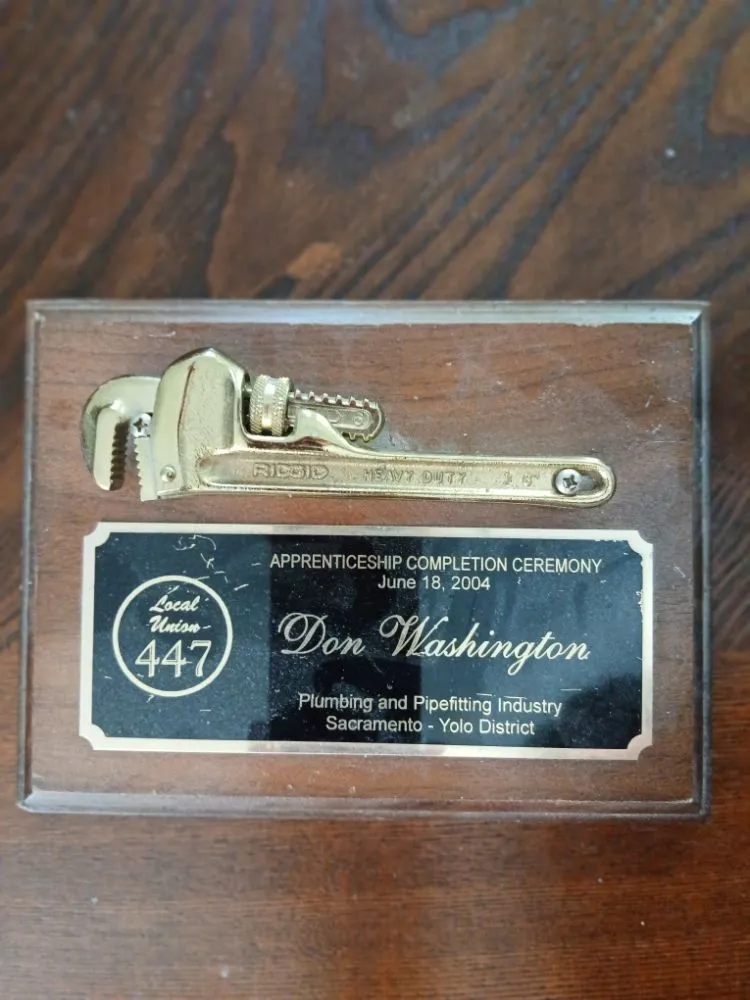 RIDGID HEAVY DUTY
APPRENTICESHIP COMPLETION CEREMONY
June 18, 2004
Local
Union
447
Don Washington
Plumbing and Pipefitting Industry
Sacramento - Yolo District